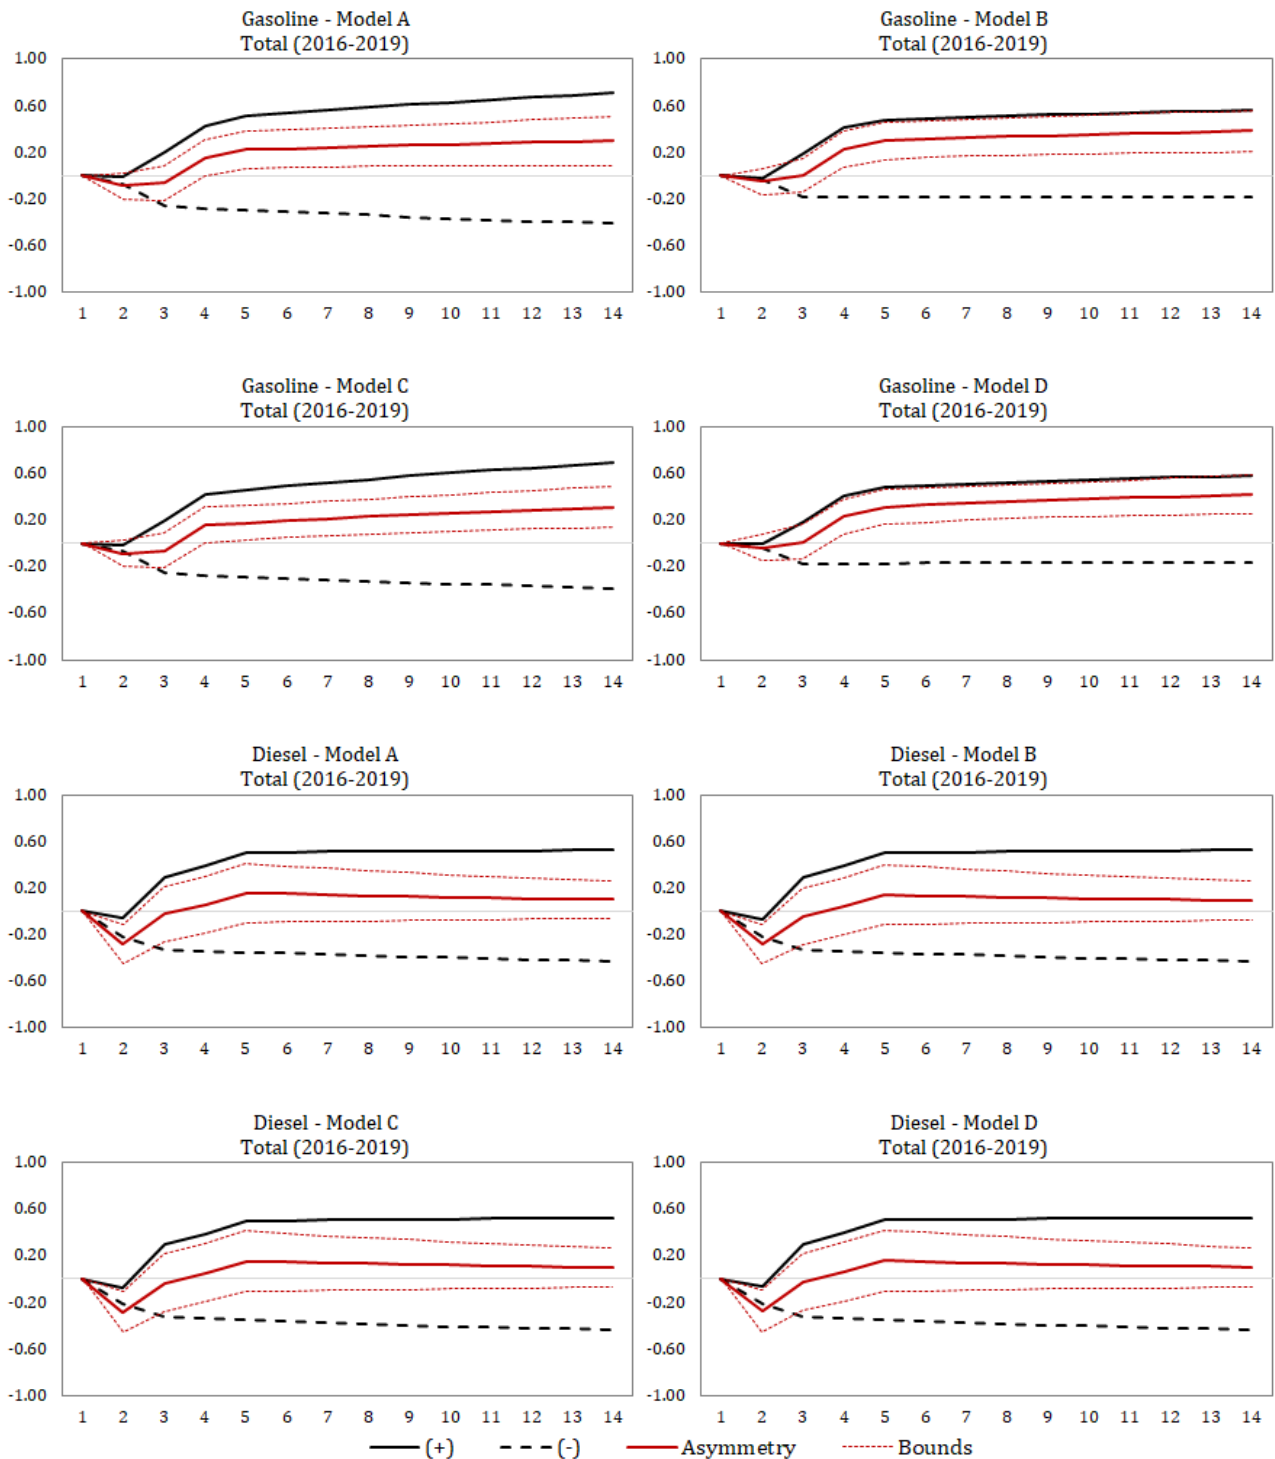 Gasoline - Model A
Total (2016-2019)
1.00
0.60
0.20
-0.20
-0.60
-1.00
1 2 3 4 5 6 7 8 9 10 11 12 13 14
Gasoline - Model B
Total (2016-2019)
1.00
0.60
0.20
-0.20
-0.60
-1.00
1 2 3 4 5 6 7 8 9 10 11 12 13 14
Gasoline - Model C
Total (2016-2019)
1.00
0.60
0.20
-0.20
-0.60
-1.00
1 2 3 4 5 6 7 8 9 10 11 12 13 14
Gasoline - Model D
Total (2016-2019)
1.00
0.60
0.20
-0.20
-0.60
-1.00
1 2 3 4 5 6 7 8 9 10 11 12 13 14
Diesel - Model A
Total (2016-2019)
1.00
0.60
0.20
-0.20
-0.60
-1.00
1 2 3 4 5 6 7 8 9 10 11 12 13 14
Diesel - Model B
Total (2016-2019)
1.00
0.60
0.20
-0.20
-0.60
-1.00
1 2 3 4 5 6 7 8 9 10 11 12 13 14
Diesel - Model C
Total (2016-2019)
1.00
0.60
0.20
-0.20
-0.60
-1.00
1 2 3 4 5 6 7 8 9 10 11 12 13 14
Diesel - Model D
Total (2016-2019)
1.00
0.60
0.20
-0.20
-0.60
-1.00
1 2 3 4 5 6 7 8 9 10 11 12 13 14
(+) (-) Asymmetry Bounds